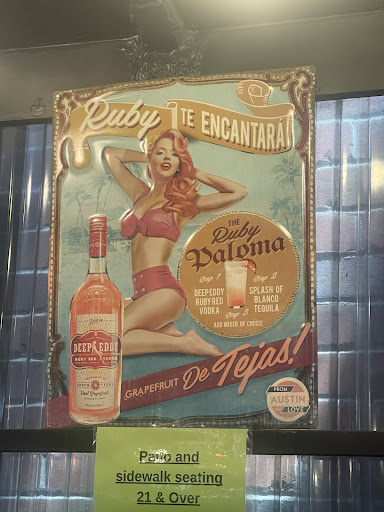 Ruby TE ENCANTARA
THE
Ruby
Paloma
Step 1
DEEP EDDY
RUBY RED
VODKA
Step 2
SPLASH OF
BLANCO
TEQUILA
Step 3
ADD MIXER OF CHOICE
DEEP EDDY
RUBY RED VODKA
GRAPEFRUIT De Tejas!
FROM
AUSTIN
LOVE
Patio and
sidewalk seating
21 & Over